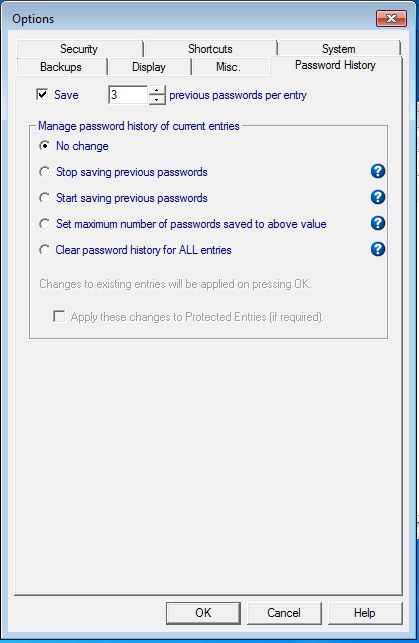 Options
Security Shortcuts System
Backups Display Misc. Password History
Save 3 previous passwords per entry
Manage password history of current entries
No change
Stop saving previous passwords ?
Start saving previous passwords ?
Set maximum number of passwords saved to above value ?
Clear password history for ALL entries ?
Changes to existing entries will be applied on pressing OK.
Apply these changes to Protected Entries (if required).
OK Cancel Help